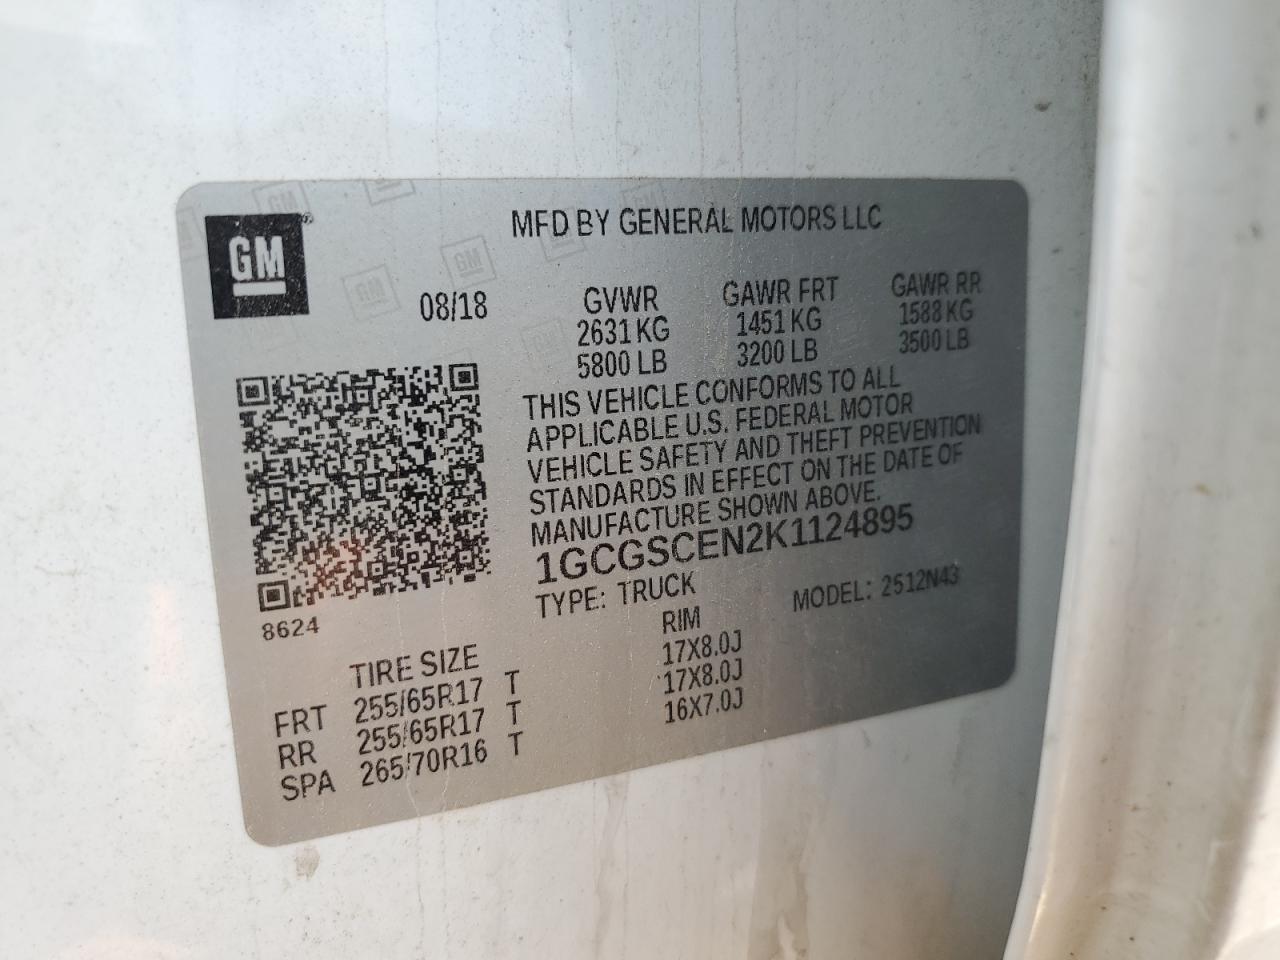 GM
MFD BY GENERAL MOTORS LLC
08/18
GVWR GAWR FRT GAWR RR
2631 KG 1451 KG 1588 KG
5800 LB 3200 LB 3500 LB
THIS VEHICLE CONFORMS TO ALL
APPLICABLE U.S. FEDERAL MOTOR
VEHICLE SAFETY AND THEFT PREVENTION
STANDARDS IN EFFECT ON THE DATE OF
MANUFACTURE SHOWN ABOVE.
1GCGSCEN2K1124895
TYPE: TRUCK MODEL: 2512N43
8624
TIRE SIZE RIM
FRT 255/65R17 T 17X8.0J
RR 255/65R17 T 17X8.0J
SPA 265/70R16 T 16X7.0J